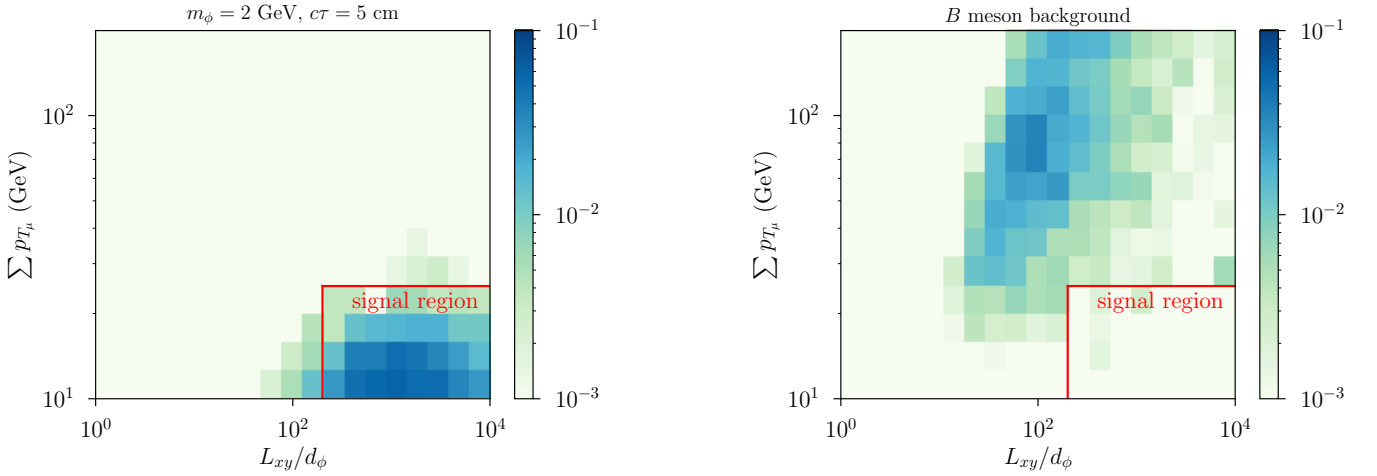 m_ϕ = 2 GeV, cτ = 5 cm
10^2
10^1
∑ p_{T_μ} (GeV)
signal region
10^0
10^2
10^4
L_{xy}/d_ϕ
10^{-1}
10^{-2}
10^{-3}
B meson background
10^2
10^1
∑ p_{T_μ} (GeV)
signal region
10^0
10^2
10^4
L_{xy}/d_ϕ
10^{-1}
10^{-2}
10^{-3}